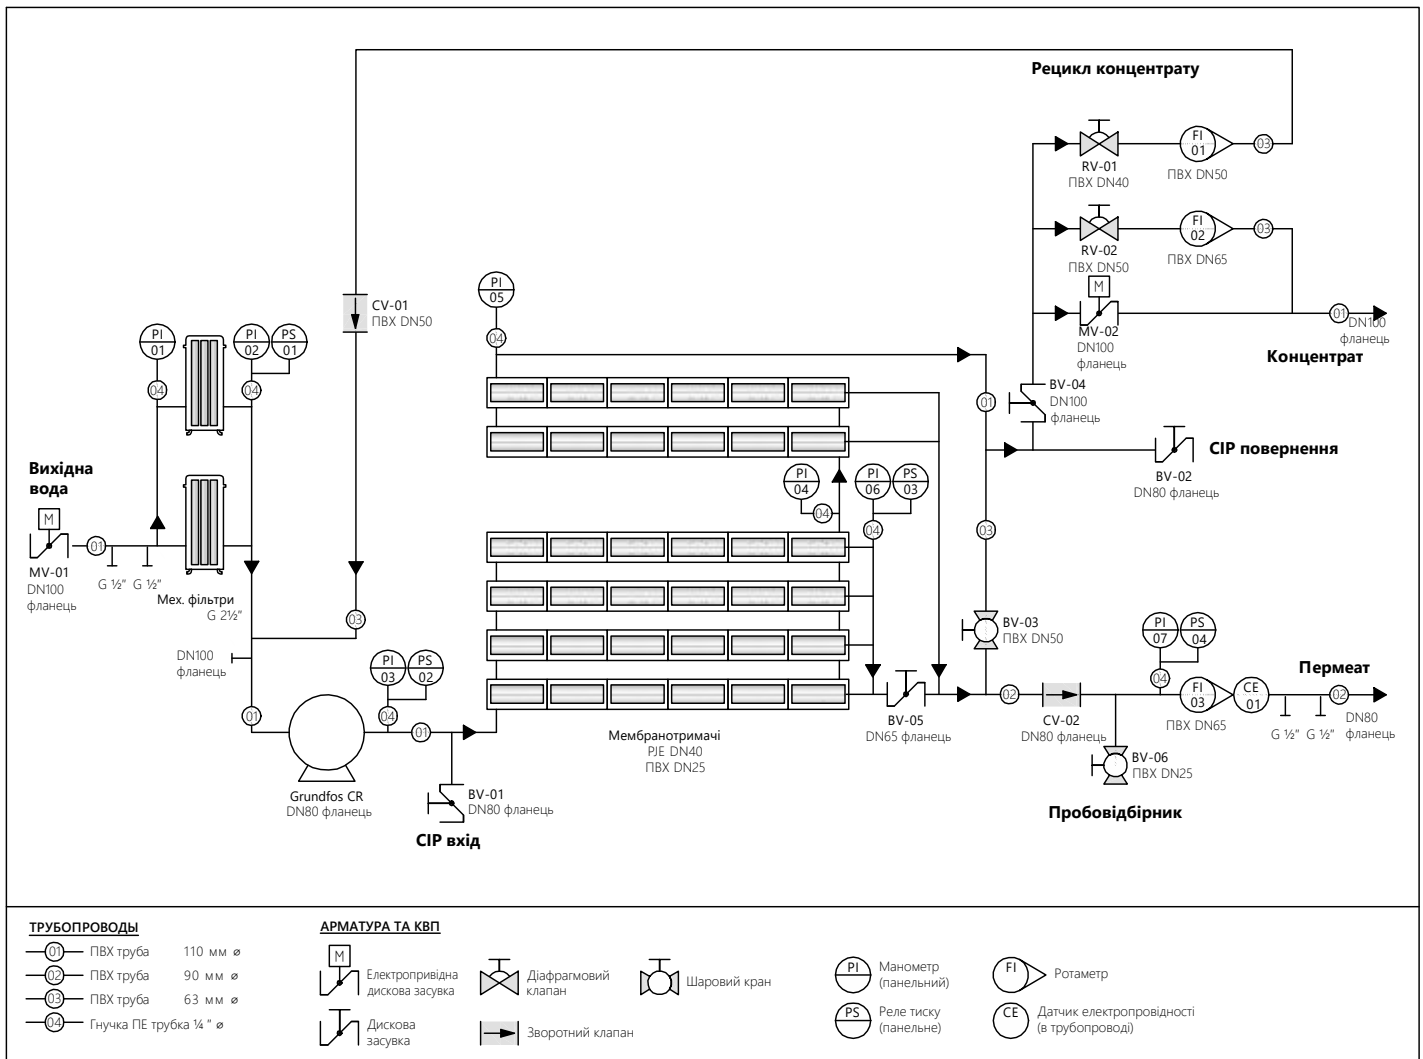 Рецикл концентрату
FI
01
03
RV-01
ПВХ DN40
ПВХ DN50
FI
02
03
RV-02
ПВХ DN50
ПВХ DN65
M
MV-02
DN100
фланець
01
DN100
фланець
Концентрат
PI
05
04
CV-01
ПВХ DN50
PI
01
04
PI
02
PS
01
04
BV-04
DN100
фланець
01
СІР повернення
BV-02
DN80 фланець
Вихідна
вода
M
01
MV-01
DN100
фланець
G ½"
G ½"
Мех. фільтри
G 2½"
PI
04
04
PI
06
PS
03
04
03
03
DN100
фланець
01
PI
03
PS
02
04
01
Grundfos CR
DN80 фланець
BV-01
DN80 фланець
СІР вхід
Мембранотримачі
PJE DN40
ПВХ DN25
BV-03
ПВХ DN50
BV-05
DN65 фланець
02
CV-02
DN80 фланець
PI
07
PS
04
04
FI
03
ПВХ DN65
CE
01
G ½"
G ½"
Пермеат
02
DN80
фланець
BV-06
ПВХ DN25
Пробовідбірник
ТРУБОПРОВОДЫ
01 ПВХ труба 110 мм ø
02 ПВХ труба 90 мм ø
03 ПВХ труба 63 мм ø
04 Гнучка ПЕ трубка ¼ " ø
АРМАТУРА ТА КВП
M
Електропривідна
дискова засувка
Дискова
засувка
Діафрагмовий
клапан
Зворотний клапан
Шаровий кран
PI
Манометр
(панельний)
PS
Реле тиску
(панельне)
FI
Ротаметр
CE
Датчик електропровідності
(в трубопроводі)